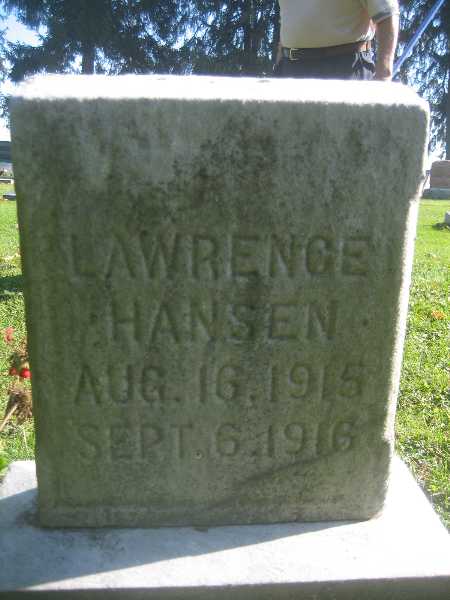 LAWRENCE
HANSEN
AUG. 16, 1915
SEPT. 6, 1916